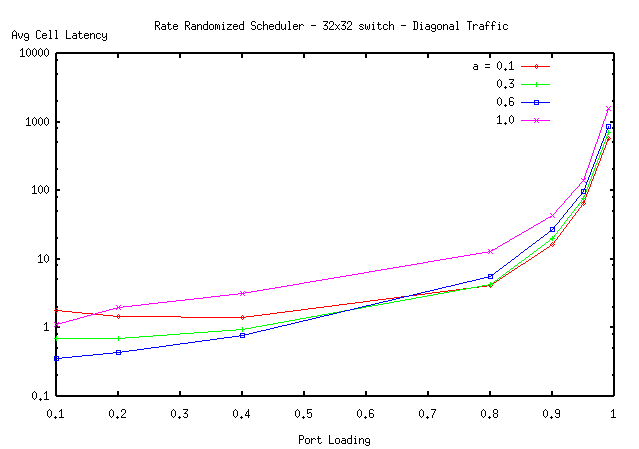 Rate Randomized Scheduler - 32x32 switch - Diagonal Traffic
Avg Cell Latency
10000
a = 0.1
0.3
0.6
1000
1.0
100
10
1
0.1
0.1 0.2 0.3 0.4 0.5 0.6 0.7 0.8 0.9 1
Port Loading